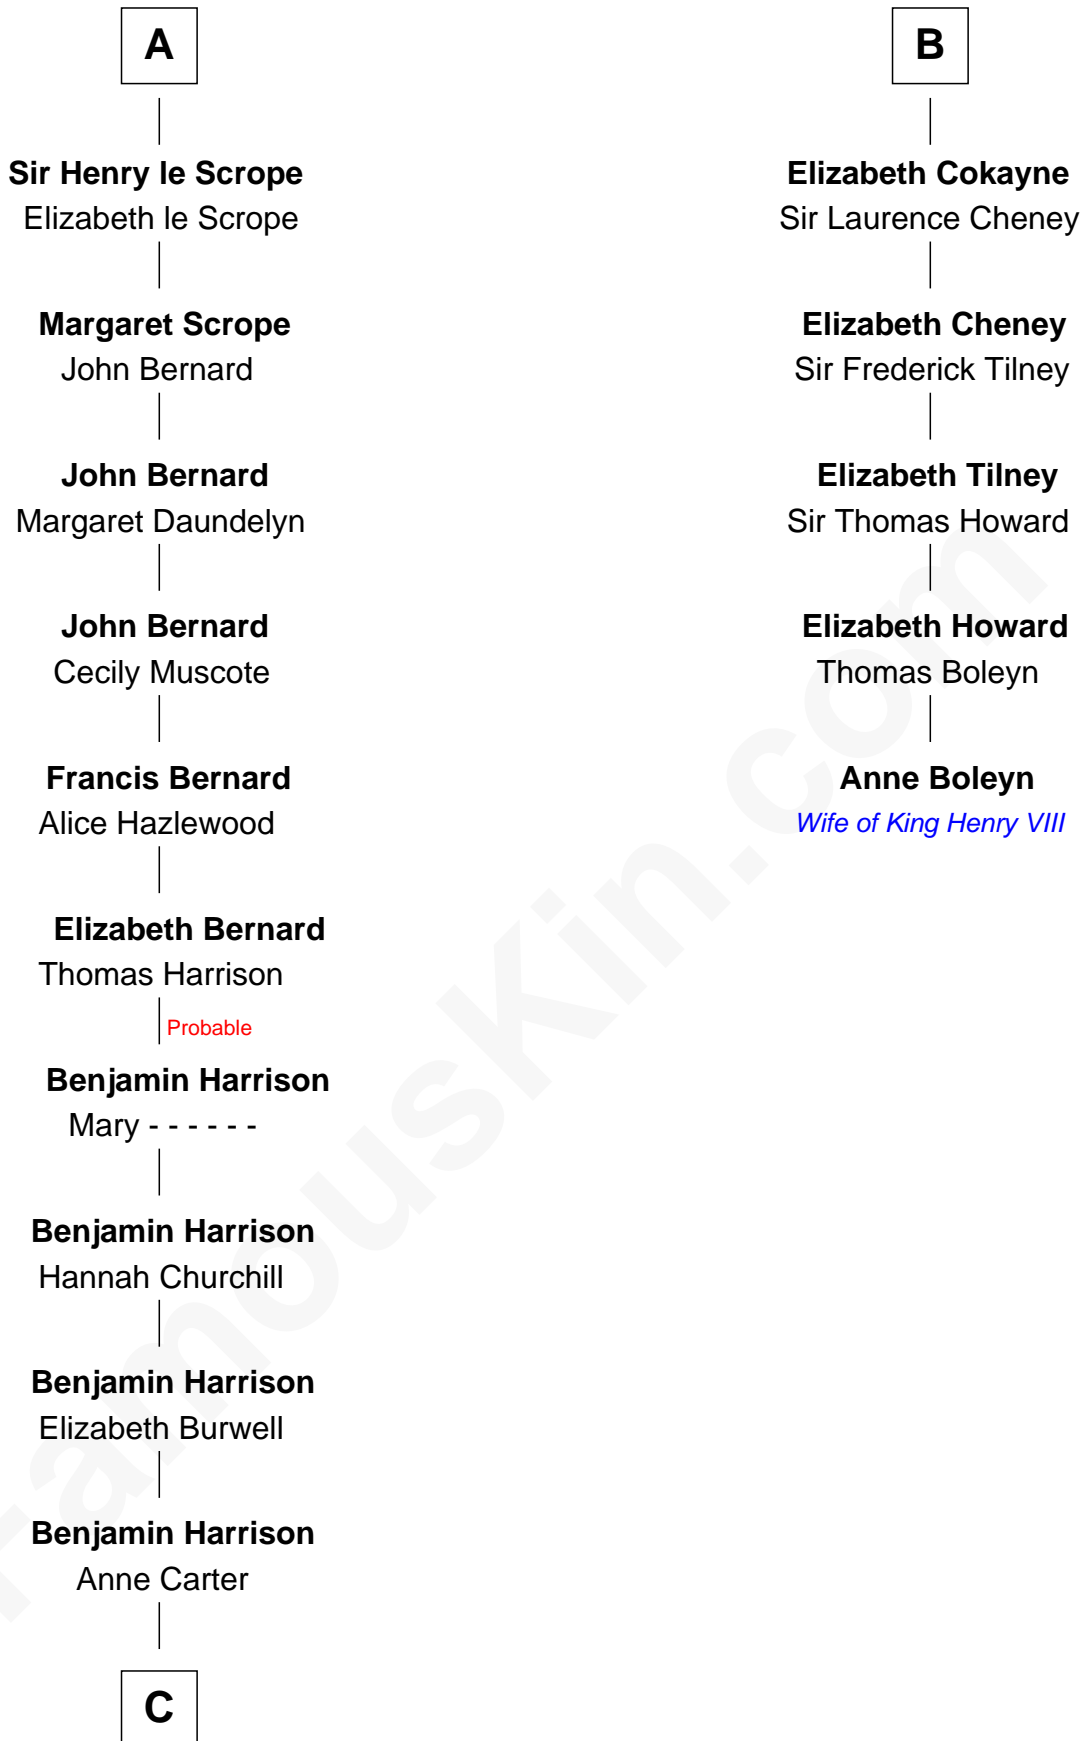 A
Sir Henry le Scrope
Elizabeth le Scrope
Margaret Scrope
John Bernard
John Bernard
Margaret Daundelyn
John Bernard
Cecily Muscote
Francis Bernard
Alice Hazlewood
Elizabeth Bernard
Thomas Harrison
Probable
Benjamin Harrison
Mary - - - - - -
Benjamin Harrison
Hannah Churchill
Benjamin Harrison
Elizabeth Burwell
Benjamin Harrison
Anne Carter
C
B
Elizabeth Cokayne
Sir Laurence Cheney
Elizabeth Cheney
Sir Frederick Tilney
Elizabeth Tilney
Sir Thomas Howard
Elizabeth Howard
Thomas Boleyn
Anne Boleyn
Wife of King Henry VIII
FamousKin.com